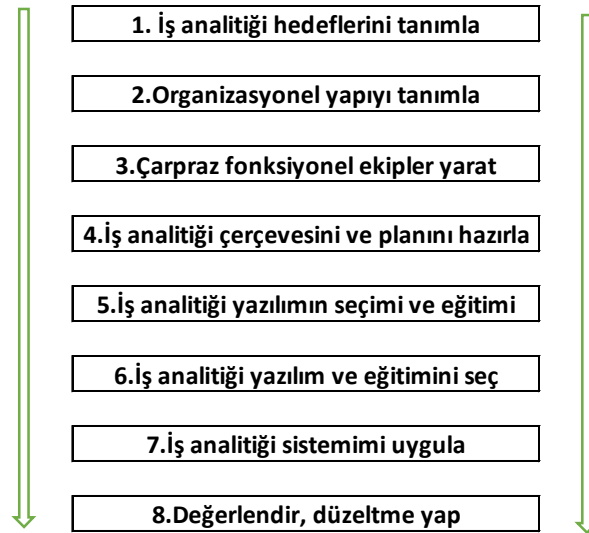 1. İş analitiği hedeflerini tanımla
2.Organizasyonel yapıyı tanımla
3.Çarpraz fonksiyonel ekipler yarat
4.İş analitiği çerçevesini ve planını hazırla
5.İş analitiği yazılımın seçimi ve eğitimi
6.İş analitiği yazılım ve eğitimini seç
7.İş analitiği sistemimi uygula
8.Değerlendir, düzeltme yap